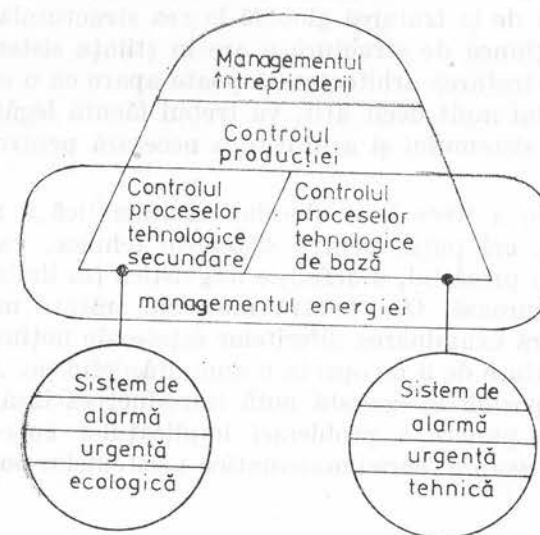 Managementul
întreprinderii
Controlul
producției
Controlul
proceselor
tehnologice
secundare
Controlul
proceselor
tehnologice
de bază
managementul energiei
Sistem de
alarmă
urgență
ecologică
Sistem de
alarmă
urgență
tehnică